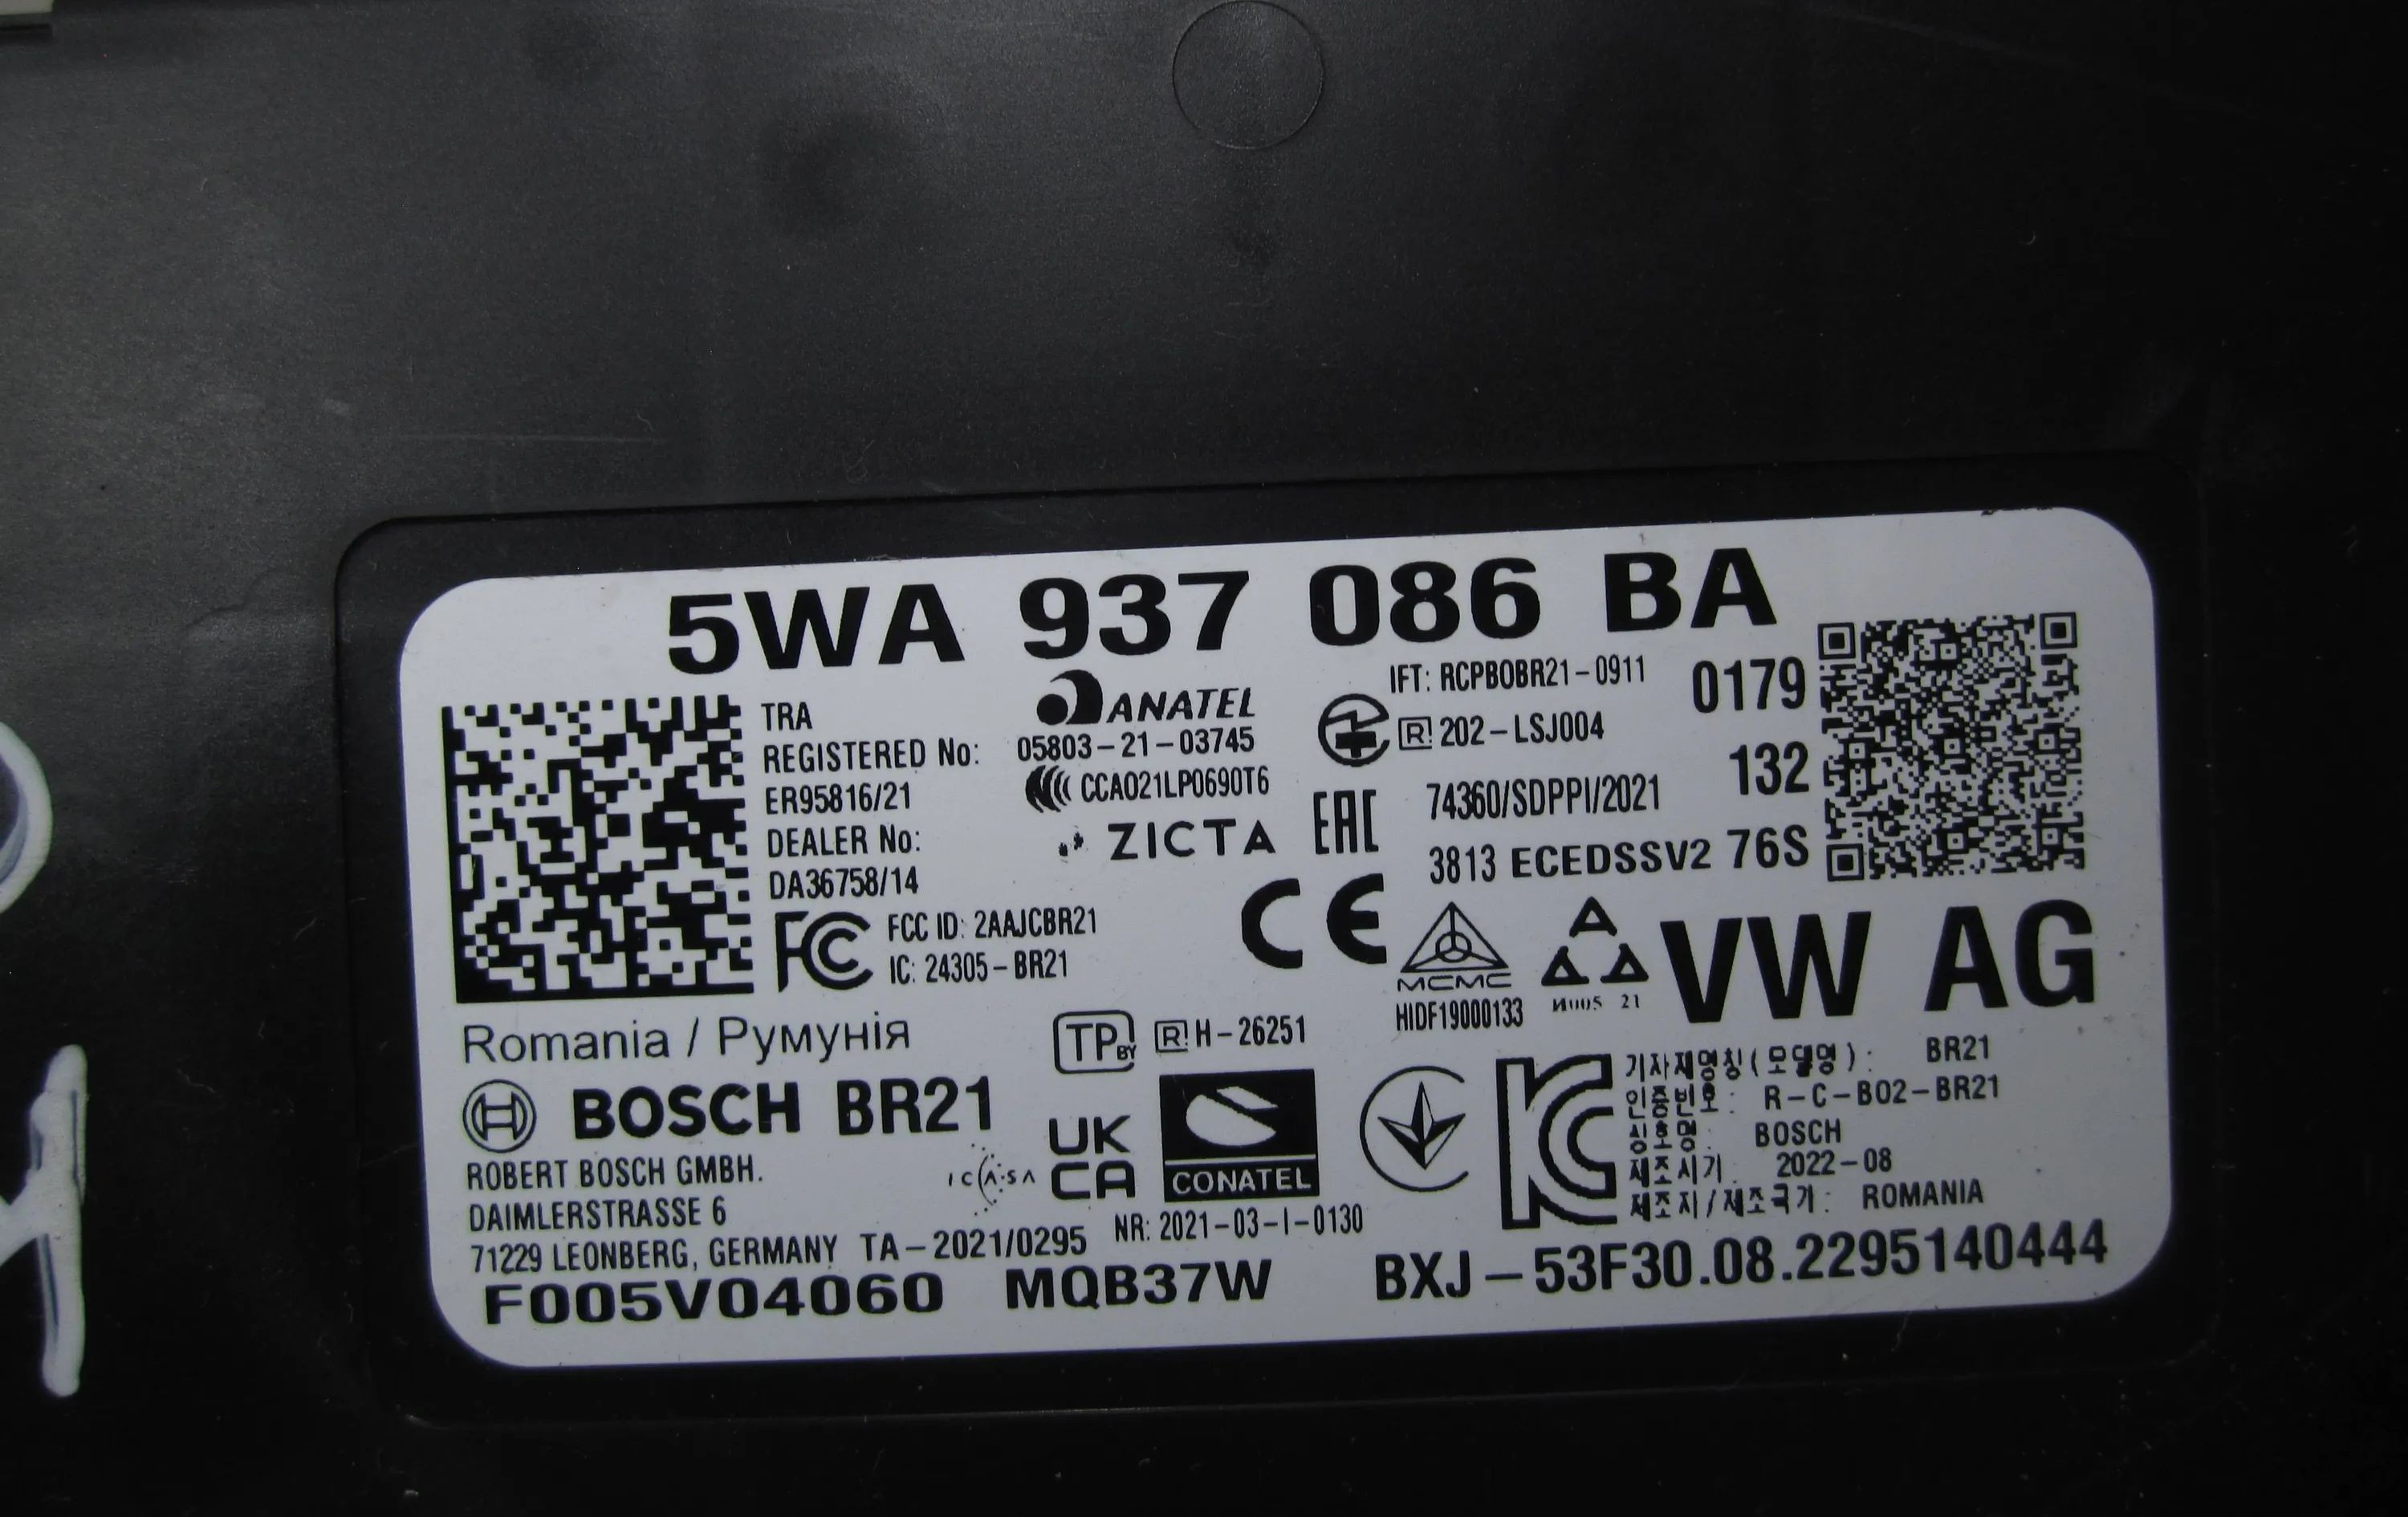 5WA 937 086 BA
TRA
REGISTERED No:
ER95816/21
DEALER No:
DA36758/14
ANATEL
05803-21-03745
CCAO21LP0690T6
ZICTA
EAC
IFT: RCPBOBR21-0911
R 202-LSJ004
74360/SDPPI/2021
3813 ECEDSSV2 76S
0179
132
FC FCC ID: 2AAJCBR21
IC: 24305-BR21
CE
MCMC
HIDF19000133
21
VW AG
Romania / Румунія
TP BY
R H-26251
BOSCH BR21
ROBERT BOSCH GMBH.
DAIMLERSTRASSE 6
71229 LEONBERG, GERMANY TA-2021/0295
ICASA
UK
CA
CONATEL
NR: 2021-03-I-0130
기자재명칭(모델명): BR21
인증번호: R-C-BO2-BR21
상호명: BOSCH
제조시기: 2022-08
제조자/제조국가: ROMANIA
F005V04060 MQB37W BXJ-53F30.08.2295140444